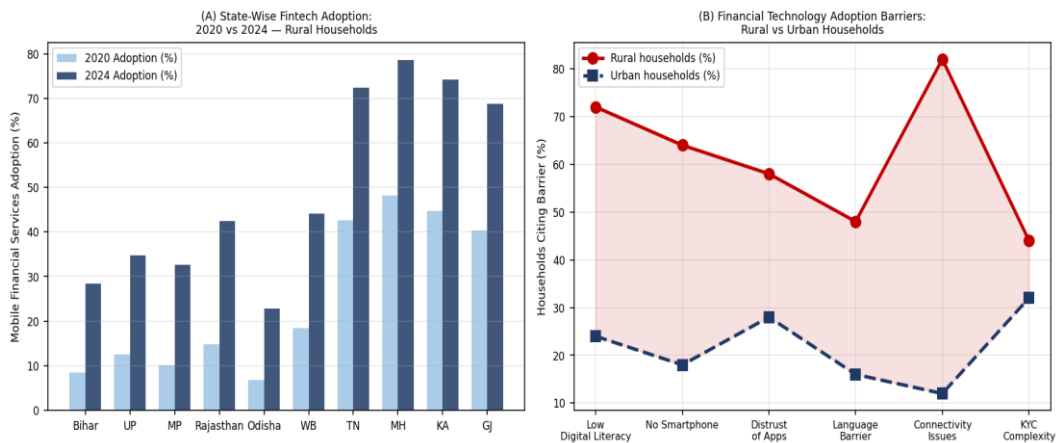 (A) State-Wise Fintech Adoption:
2020 vs 2024 — Rural Households
2020 Adoption (%)
2024 Adoption (%)
Mobile Financial Services Adoption (%)
80
70
60
50
40
30
20
10
0
Bihar UP MP Rajasthan Odisha WB TN MH KA GJ
(B) Financial Technology Adoption Barriers:
Rural vs Urban Households
Rural households (%)
Urban households (%)
Households Citing Barrier (%)
80
70
60
50
40
30
20
10
Low
Digital Literacy
No Smartphone
Distrust
of Apps
Language
Barrier
Connectivity
Issues
KYC
Complexity